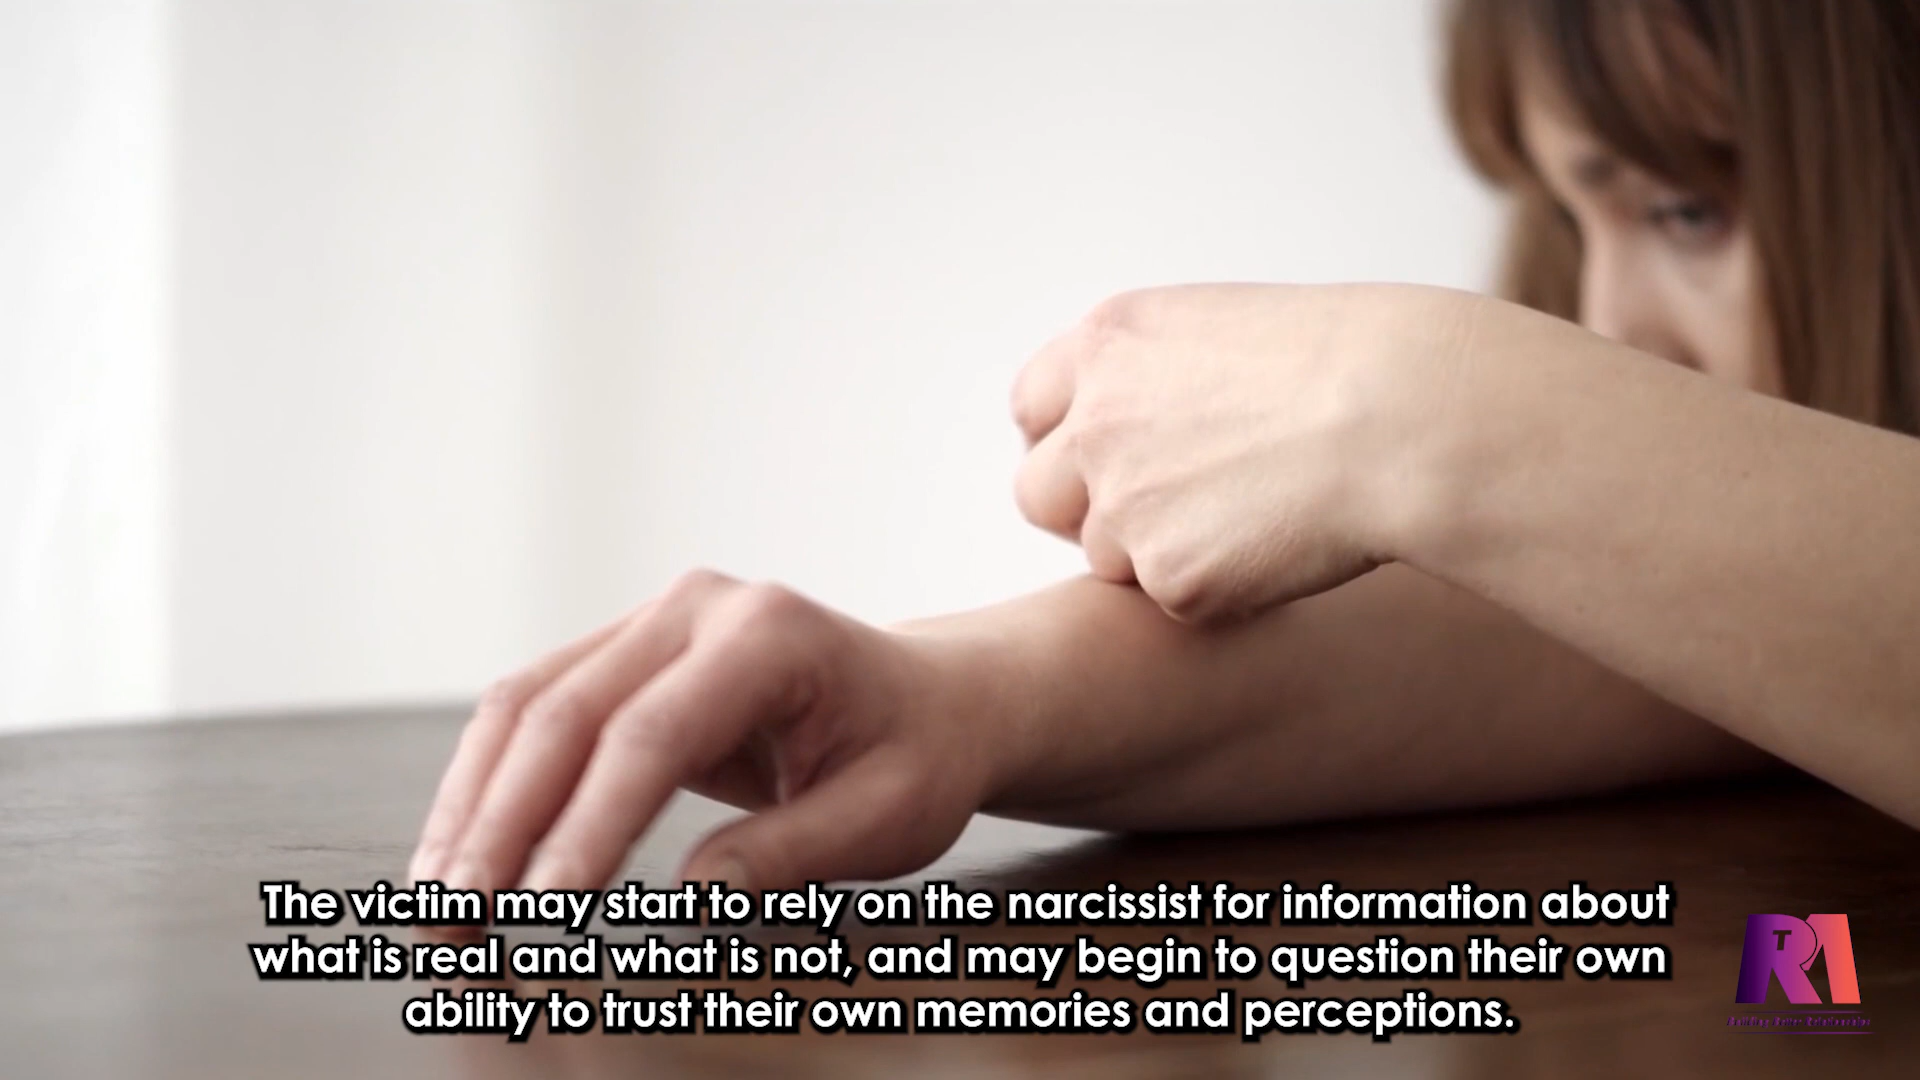 The victim may start to rely on the narcissist for information about
what is real and what is not, and may begin to question their own
ability to trust their own memories and perceptions.